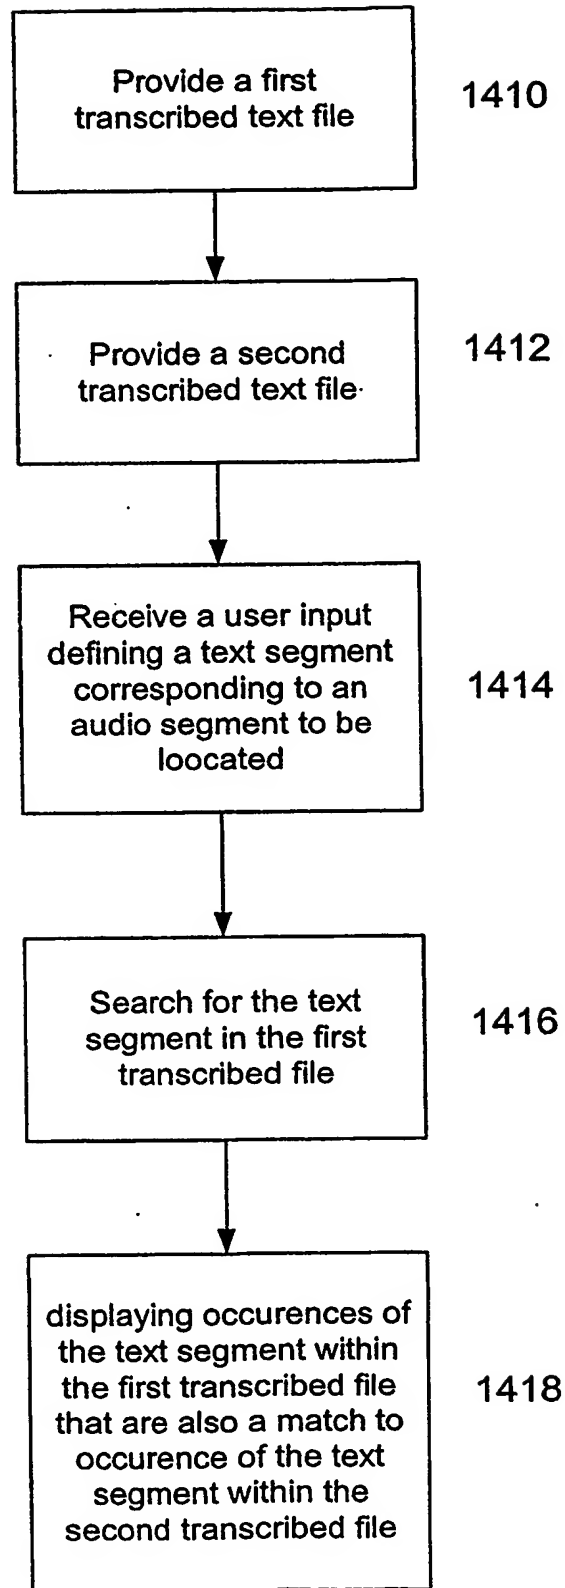 Provide a first
transcribed text file
1410
Provide a second
transcribed text file
1412
Receive a user input
defining a text segment
corresponding to an
audio segment to be
loocated
1414
Search for the text
segment in the first
transcribed file
1416
displaying occurences of
the text segment within
the first transcribed file
that are also a match to
occurence of the text
segment within the
second transcribed file
1418